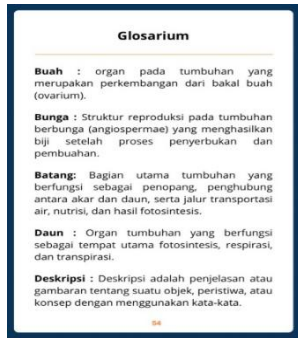 Glosarium
Buah : organ pada tumbuhan yang
merupakan perkembangan dari bakal buah
(ovarium).
Bunga : Struktur reproduksi pada tumbuhan
berbunga (angiospermae) yang menghasilkan
biji setelah proses penyerbukan dan
pembuahan.
Batang: Bagian utama tumbuhan yang
berfungsi sebagai penopang, penghubung
antara akar dan daun, serta jalur transportasi
air, nutrisi, dan hasil fotosintesis.
Daun : Organ tumbuhan yang berfungsi
sebagai tempat utama fotosintesis, respirasi,
dan transpirasi.
Deskripsi : Deskripsi adalah penjelasan atau
gambaran tentang suatu objek, peristiwa, atau
konsep dengan menggunakan kata-kata.
54